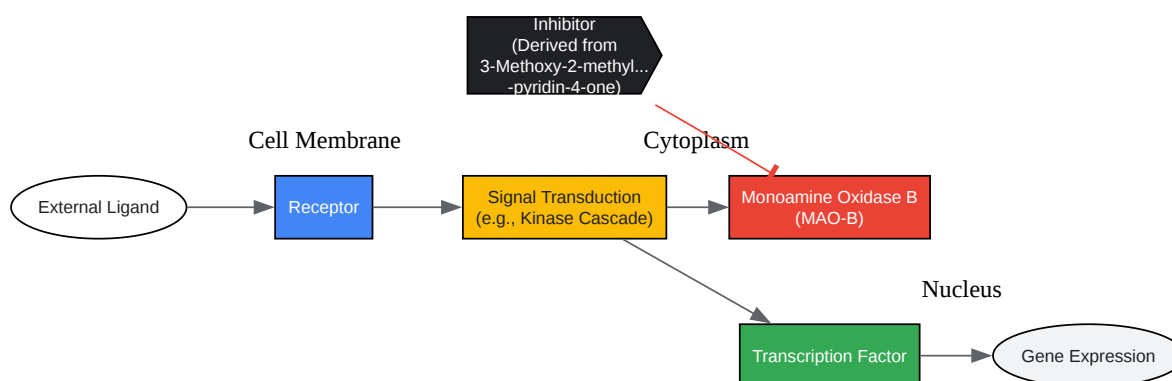 Inhibitor
(Derived from
3-Methoxy-2-methyl...
-pyridin-4-one)
Cell Membrane
Cytoplasm
External Ligand
Receptor
Signal Transduction
(e.g., Kinase Cascade)
Monoamine Oxidase B
(MAO-B)
Nucleus
Transcription Factor
Gene Expression